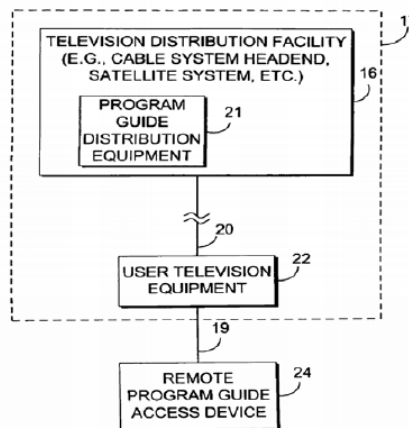 TELEVISION DISTRIBUTION FACILITY
(E.G., CABLE SYSTEM HEADEND,
SATELLITE SYSTEM, ETC.)
16
PROGRAM
GUIDE
DISTRIBUTION
EQUIPMENT
21
20
22
USER TELEVISION
EQUIPMENT
19
24
REMOTE
PROGRAM GUIDE
ACCESS DEVICE